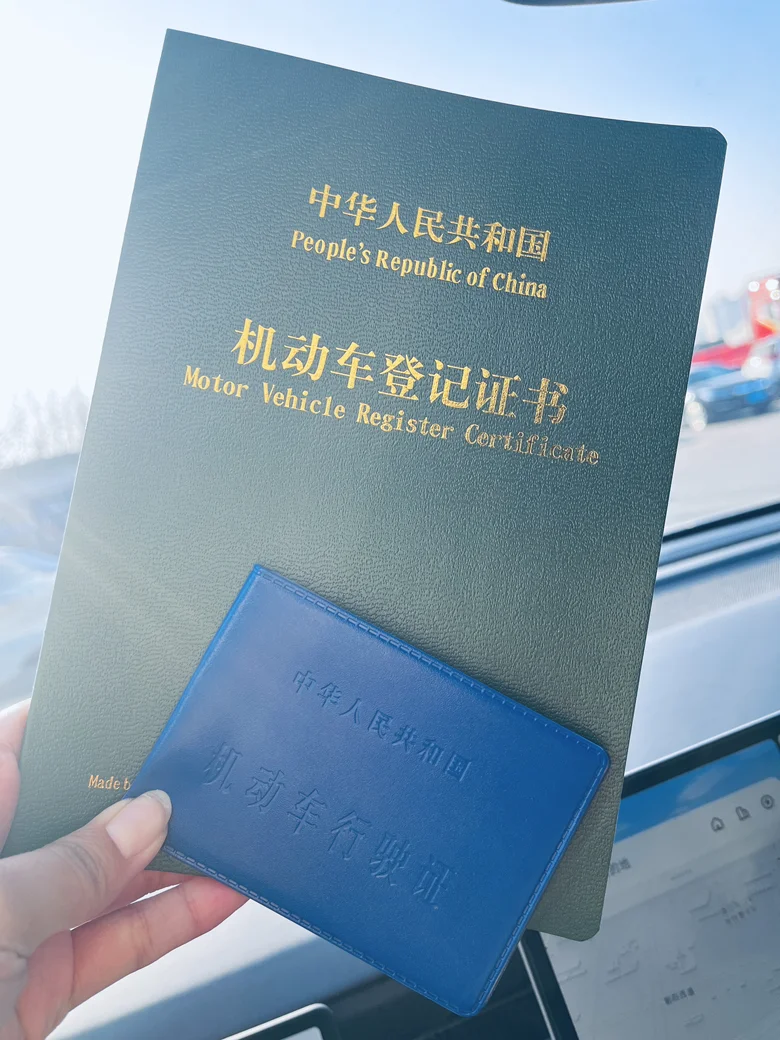 中华人民共和国
People's Republic of China
机动车登记证书
Motor Vehicle Register Certificate
中华人民共和国
机动车行驶证
Made b